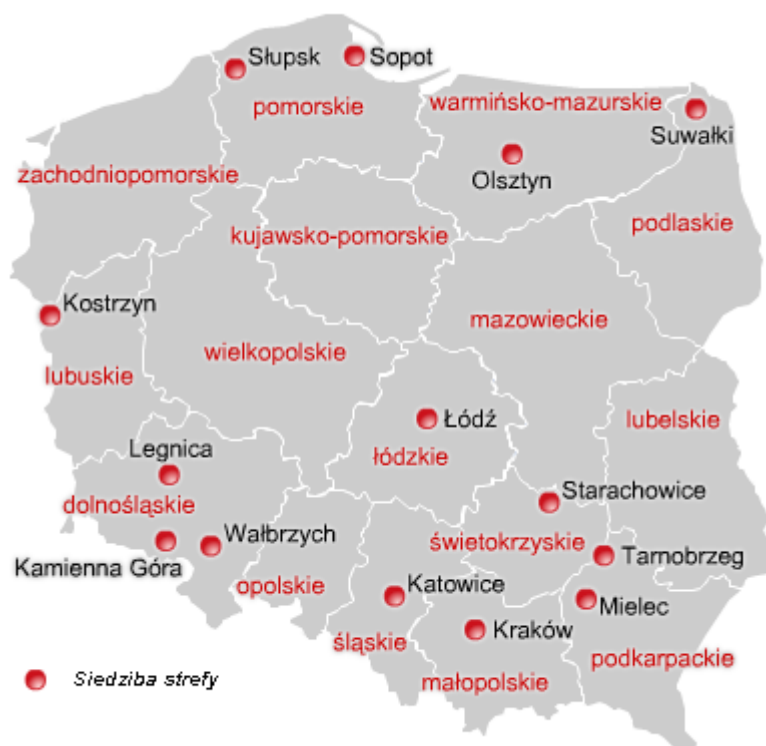 Słupsk
Sopot
pomorskie
warmińsko-mazurskie
Suwałki
zachodniopomorskie
Olsztyn
kujawsko-pomorskie
podlaskie
Kostrzyn
mazowieckie
wielkopolskie
lubuskie
Łódź
lubelskie
Legnica
łódzkie
dolnośląskie
Starachowice
Wałbrzych
świetokrzyskie
Tarnobrzeg
Kamienna Góra
opolskie
Katowice
Mielec
Kraków
śląskie
podkarpackie
małopolskie
Siedziba strefy